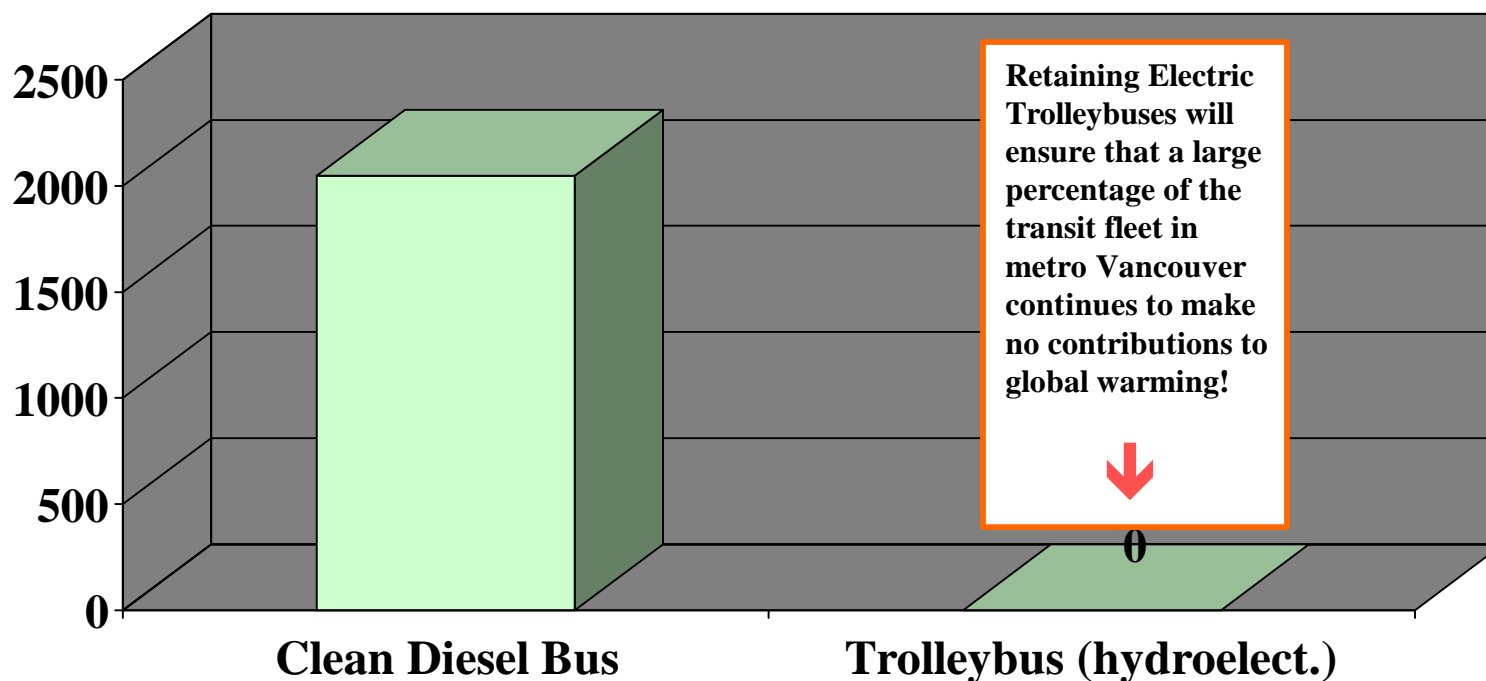 2500
2000
1500
1000
500
0
Retaining Electric
Trolleybuses will
ensure that a large
percentage of the
transit fleet in
metro Vancouver
continues to make
no contributions to
global warming!
0
Clean Diesel Bus
Trolleybus (hydroelect.)